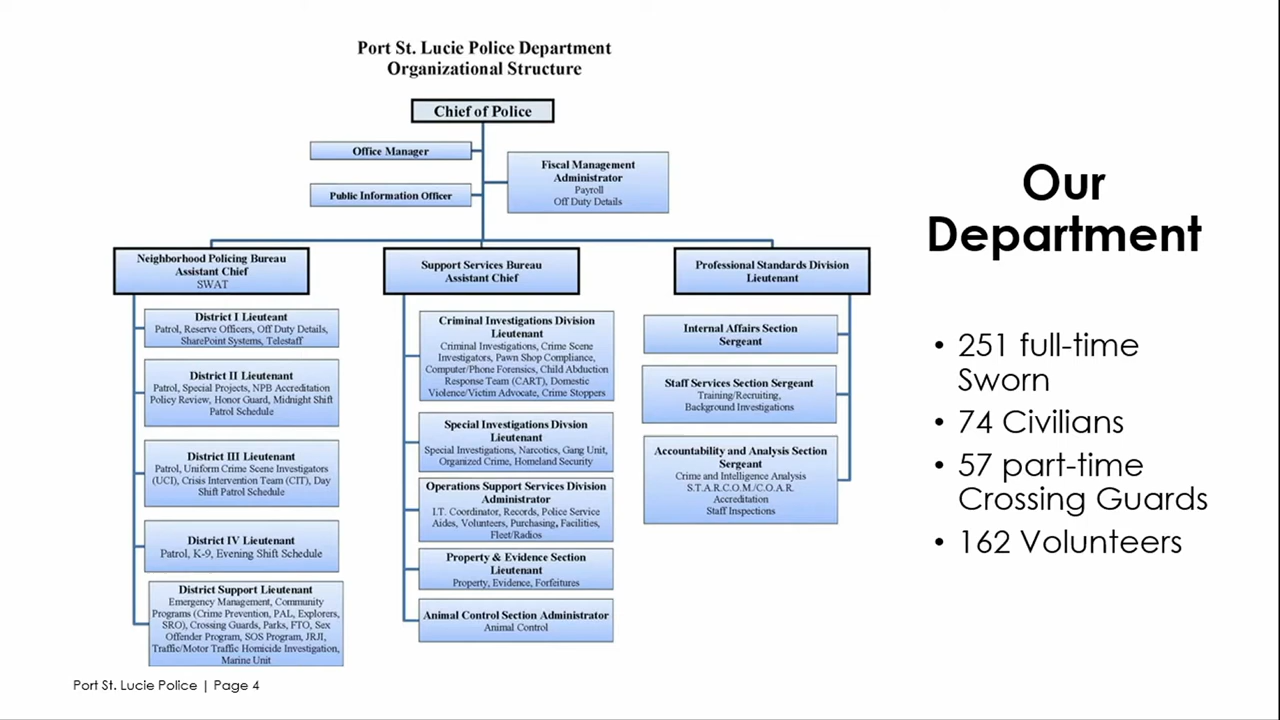 Port St. Lucie Police Department
Organizational Structure
Chief of Police
Office Manager
Public Information Officer
Fiscal Management
Administrator
Payroll
Off Duty Details
Neighborhood Policing Bureau
Assistant Chief
SWAT
District I Lieuteant
Patrol, Reserve Officers, Off Duty Details,
SharePoint Systems, Telestaff
District II Lieutenant
Patrol, Special Projects, NPB Accreditation
Policy Review, Honor Guard, Midnight Shift
Patrol Schedule
District III Lieutenant
Patrol, Uniform Crime Scene Investigators
(UCI), Crisis Intervention Team (CIT), Day
Shift Patrol Schedule
District IV Lieutenant
Patrol, K-9, Evening Shift Schedule
District Support Lieutenant
Emergency Management, Community
Programs (Crime Prevention, PAL, Explorers,
SRO), Crossing Guards, Parks, FTO, Sex
Offender Program, SOS Program, JRJI,
Traffic/Motor Traffic Homicide Investigation,
Marine Unit
Support Services Bureau
Assistant Chief
Criminal Investigations Division
Lieutenant
Criminal Investigations, Crime Scene
Investigators, Pawn Shop Compliance,
Computer/Phone Forensics, Child Abduction
Response Team (CART), Domestic
Violence/Victim Advocate, Crime Stoppers
Special Investigations Divsion
Lieutenant
Special Investigations, Narcotics, Gang Unit,
Organized Crime, Homeland Security
Operations Support Services Division
Administrator
I.T. Coordinator, Records, Police Service
Aides, Volunteers, Purchasing, Facilities,
Fleet/Radios
Property & Evidence Section
Lieutenant
Property, Evidence, Forfeitures
Animal Control Section Administrator
Animal Control
Professional Standards Division
Lieutenant
Internal Affairs Section
Sergeant
Staff Services Section Sergeant
Training/Recruiting,
Background Investigations
Accountability and Analysis Section
Sergeant
Crime and Intelligence Analysis
S.T.A.R.C.O.M./C.O.A.R.
Accreditation
Staff Inspections
Our
Department
• 251 full-time
Sworn
• 74 Civilians
• 57 part-time
Crossing Guards
• 162 Volunteers
Port St. Lucie Police | Page 4